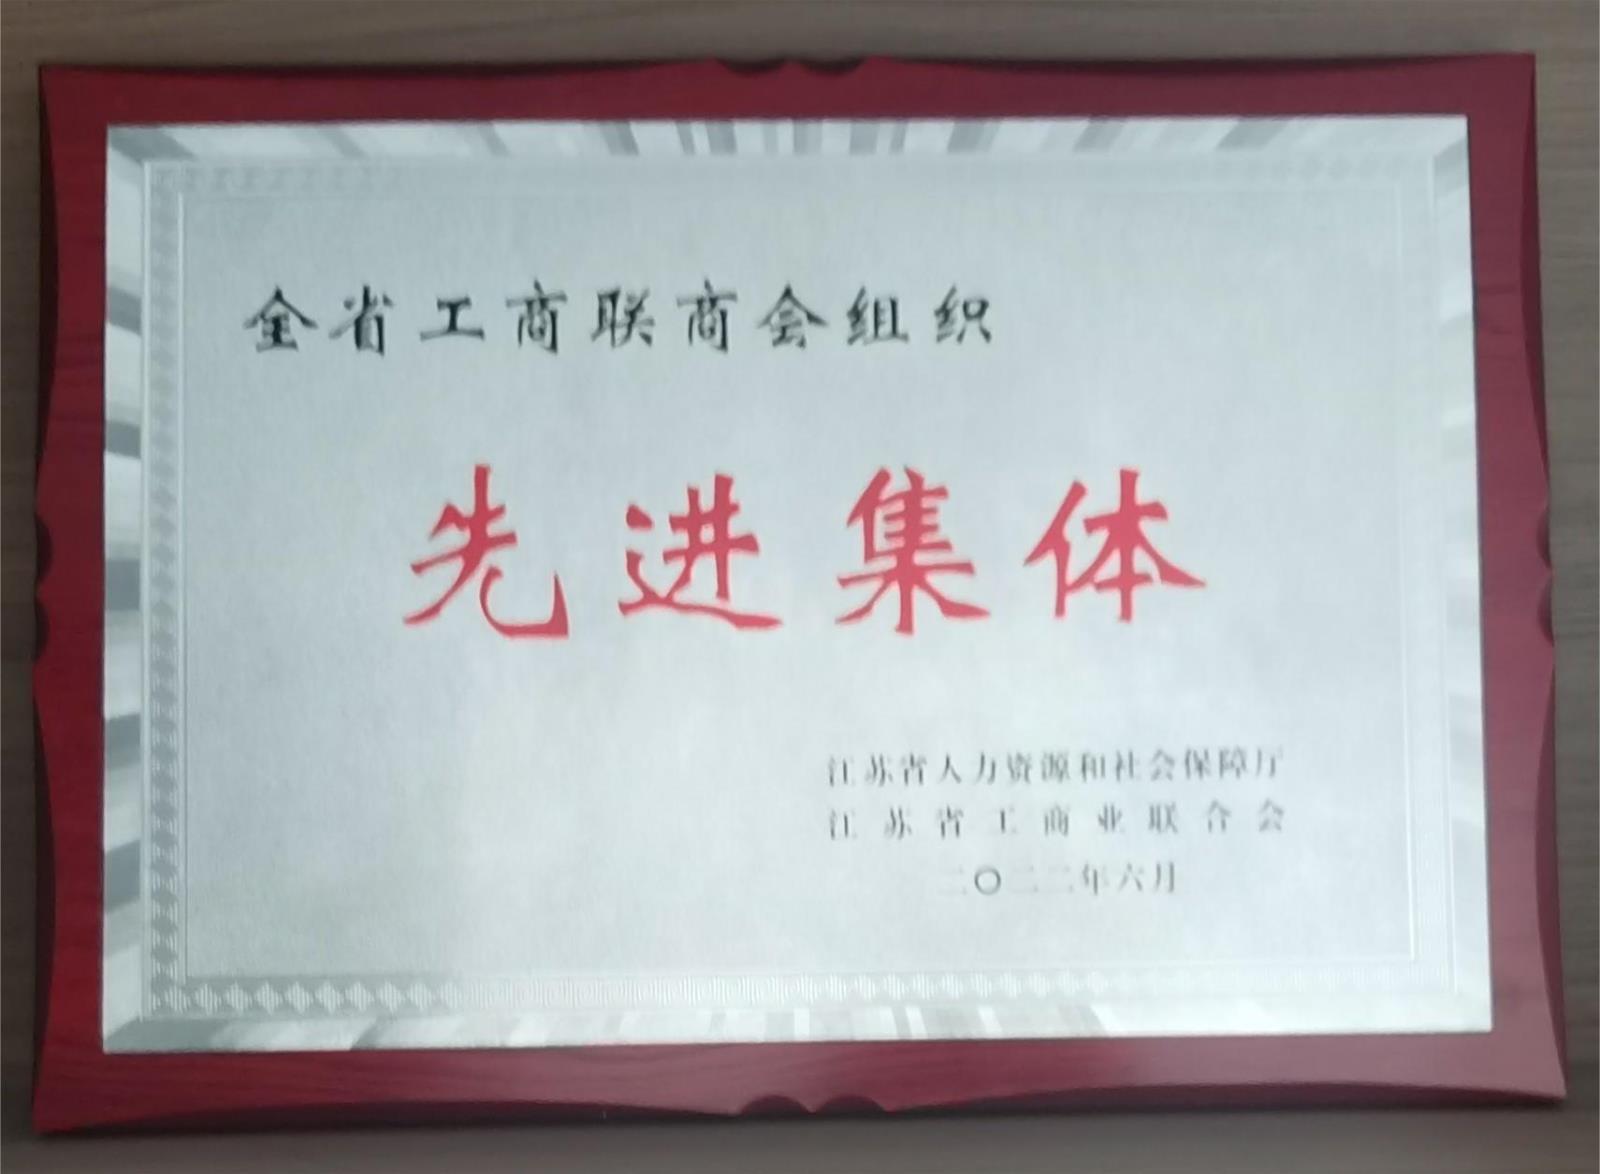 全省工商联商会组织
先进集体
江苏省人力资源和社会保障厅
江苏省工商业联合会
二〇二二年六月